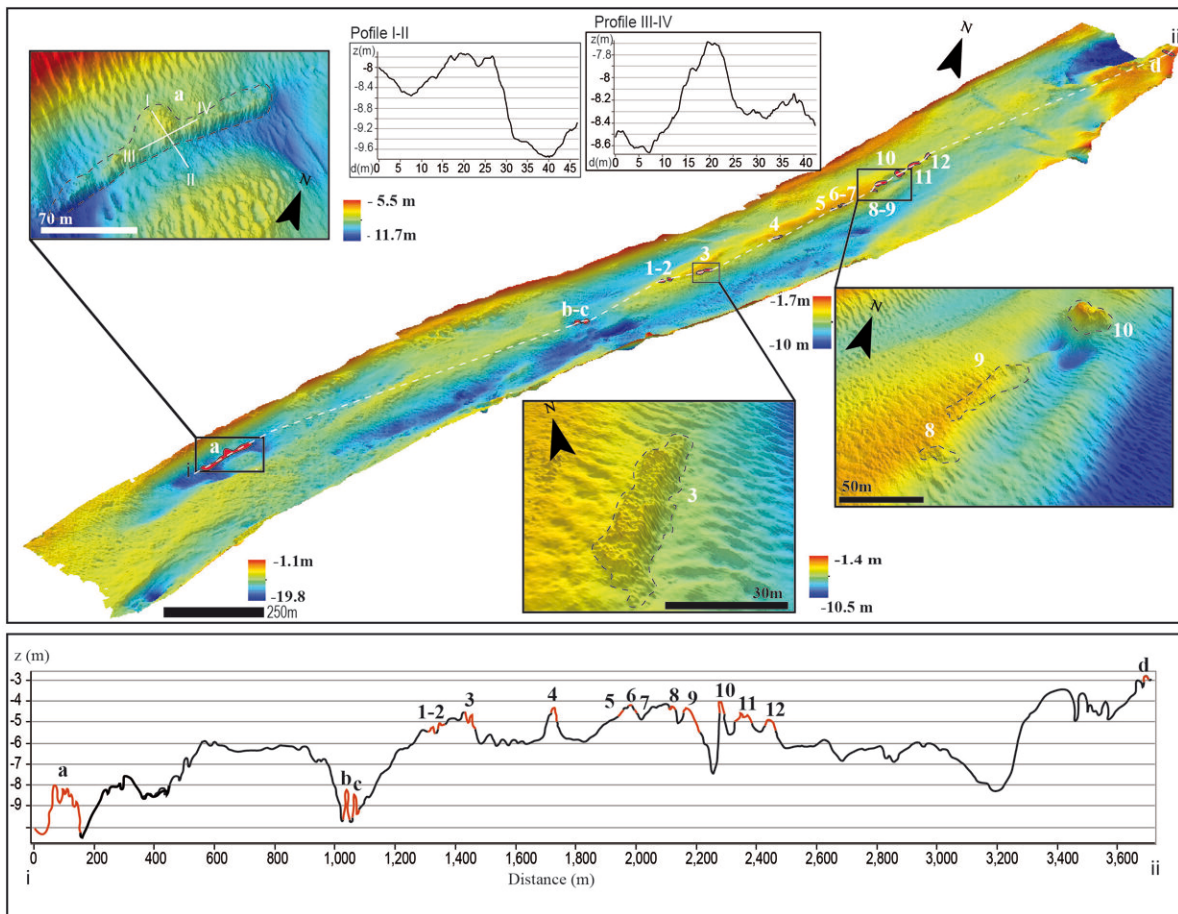 Pofile I-II
z(m)
-8
-8.4
-8.8
-9.2
-9.6
0 5 10 15 20 25 30 35 40 45
d(m)
Profile III-IV
z(m)
-7.6
-7.8
-8
-8.2
-8.4
-8.6
0 5 10 15 20 25 30 35 40
d(m)
N
ii
d
I
a
IV
III
II
N
70 m
- 5.5 m
- 11.7m
10
12
11
6-7
5
8-9
4
3
1-2
b-c
a
i
-1.7m
-10 m
N
10
9
8
50m
N
3
30m
-1.4 m
-10.5 m
-1.1m
-19.8
250m
z (m)
-3
-4
-5
-6
-7
-8
-9
a
b c
1-2
3
4
5 6 7
8 9
10
11
12
d
0 200 400 600 800 1,000 1,200 1,400 1,600 1,800 2,000 2,200 2,400 2,600 2,800 3,000 3,200 3,400 3,600
i
Distance (m)
ii